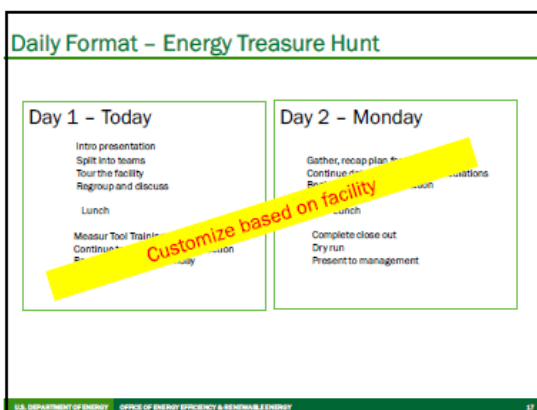 Daily Format – Energy Treasure Hunt
Day 1 – Today
Intro presentation
Split into teams
Tour the facility
Regroup and discuss
Lunch
Measur Tool Training
Continue
Day 2 – Monday
Gather, recap plan
Continue
Lunch
Complete close out
Dry run
Present to management
Customize based on facility
U.S. DEPARTMENT OF ENERGY OFFICE OF ENERGY EFFICIENCY & RENEWABLE ENERGY
17